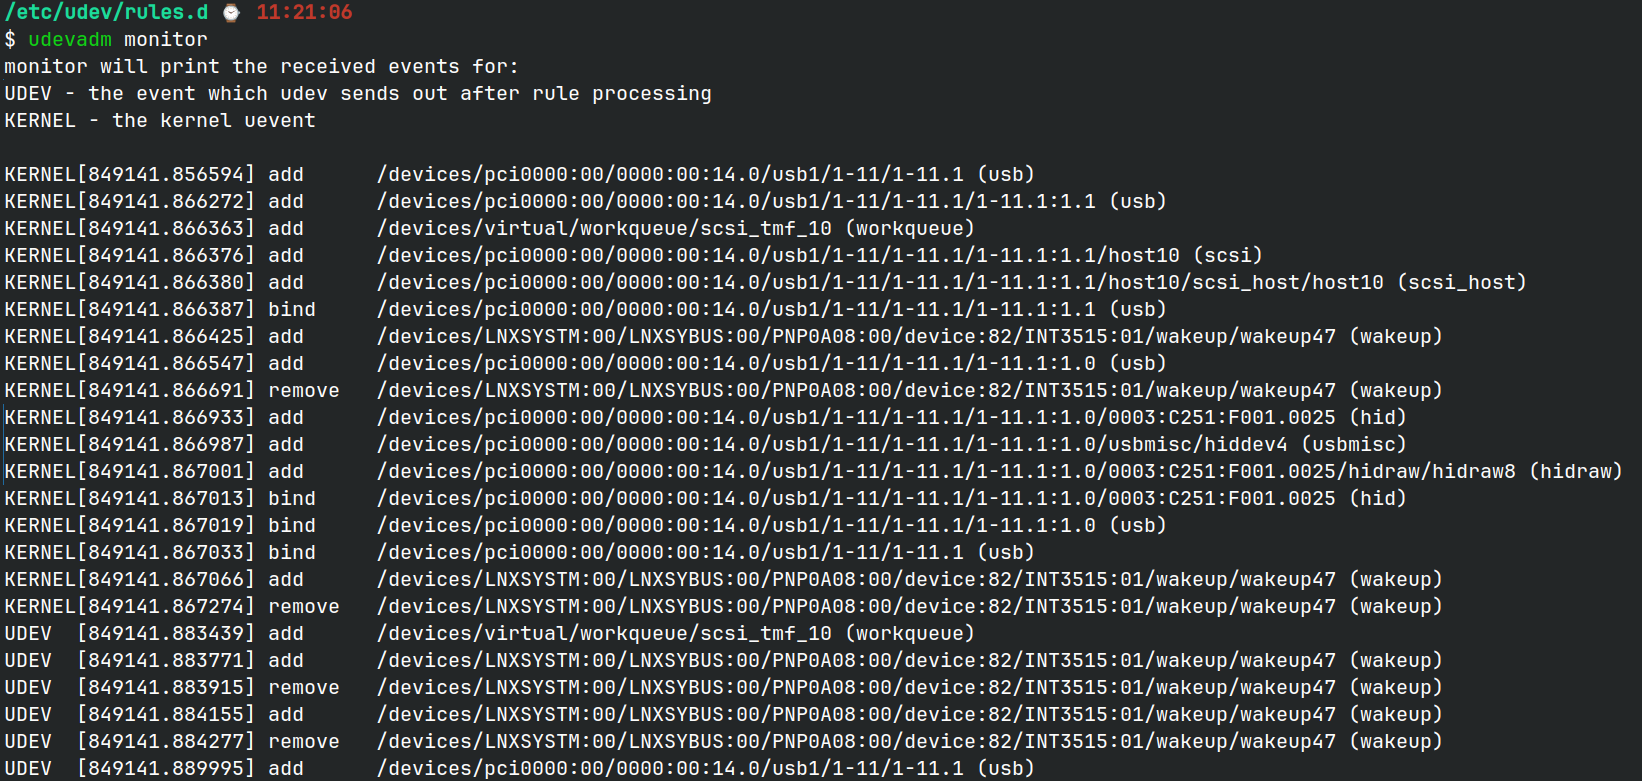 /etc/udev/rules.d ⌚ 11:21:06
$ udevadm monitor
monitor will print the received events for:
UDEV - the event which udev sends out after rule processing
KERNEL - the kernel uevent

KERNEL[849141.856594] add      /devices/pci0000:00/0000:00:14.0/usb1/1-11/1-11.1 (usb)
KERNEL[849141.866272] add      /devices/pci0000:00/0000:00:14.0/usb1/1-11/1-11.1/1-11.1:1.1 (usb)
KERNEL[849141.866363] add      /devices/virtual/workqueue/scsi_tmf_10 (workqueue)
KERNEL[849141.866376] add      /devices/pci0000:00/0000:00:14.0/usb1/1-11/1-11.1/1-11.1:1.1/host10 (scsi)
KERNEL[849141.866380] add      /devices/pci0000:00/0000:00:14.0/usb1/1-11/1-11.1/1-11.1:1.1/host10/scsi_host/host10 (scsi_host)
KERNEL[849141.866387] bind     /devices/pci0000:00/0000:00:14.0/usb1/1-11/1-11.1/1-11.1:1.1 (usb)
KERNEL[849141.866425] add      /devices/LNXSYSTM:00/LNXSYBUS:00/PNP0A08:00/device:82/INT3515:01/wakeup/wakeup47 (wakeup)
KERNEL[849141.866547] add      /devices/pci0000:00/0000:00:14.0/usb1/1-11/1-11.1/1-11.1:1.0 (usb)
KERNEL[849141.866691] remove   /devices/LNXSYSTM:00/LNXSYBUS:00/PNP0A08:00/device:82/INT3515:01/wakeup/wakeup47 (wakeup)
KERNEL[849141.866933] add      /devices/pci0000:00/0000:00:14.0/usb1/1-11/1-11.1/1-11.1:1.0/0003:C251:F001.0025 (hid)
KERNEL[849141.866987] add      /devices/pci0000:00/0000:00:14.0/usb1/1-11/1-11.1/1-11.1:1.0/usbmisc/hiddev4 (usbmisc)
KERNEL[849141.867001] add      /devices/pci0000:00/0000:00:14.0/usb1/1-11/1-11.1/1-11.1:1.0/0003:C251:F001.0025/hidraw/hidraw8 (hidraw)
KERNEL[849141.867013] bind     /devices/pci0000:00/0000:00:14.0/usb1/1-11/1-11.1/1-11.1:1.0/0003:C251:F001.0025 (hid)
KERNEL[849141.867019] bind     /devices/pci0000:00/0000:00:14.0/usb1/1-11/1-11.1/1-11.1:1.0 (usb)
KERNEL[849141.867033] bind     /devices/pci0000:00/0000:00:14.0/usb1/1-11/1-11.1 (usb)
KERNEL[849141.867066] add      /devices/LNXSYSTM:00/LNXSYBUS:00/PNP0A08:00/device:82/INT3515:01/wakeup/wakeup47 (wakeup)
KERNEL[849141.867274] remove   /devices/LNXSYSTM:00/LNXSYBUS:00/PNP0A08:00/device:82/INT3515:01/wakeup/wakeup47 (wakeup)
UDEV  [849141.883439] add      /devices/virtual/workqueue/scsi_tmf_10 (workqueue)
UDEV  [849141.883771] add      /devices/LNXSYSTM:00/LNXSYBUS:00/PNP0A08:00/device:82/INT3515:01/wakeup/wakeup47 (wakeup)
UDEV  [849141.883915] remove   /devices/LNXSYSTM:00/LNXSYBUS:00/PNP0A08:00/device:82/INT3515:01/wakeup/wakeup47 (wakeup)
UDEV  [849141.884155] add      /devices/LNXSYSTM:00/LNXSYBUS:00/PNP0A08:00/device:82/INT3515:01/wakeup/wakeup47 (wakeup)
UDEV  [849141.884277] remove   /devices/LNXSYSTM:00/LNXSYBUS:00/PNP0A08:00/device:82/INT3515:01/wakeup/wakeup47 (wakeup)
UDEV  [849141.889995] add      /devices/pci0000:00/0000:00:14.0/usb1/1-11/1-11.1 (usb)